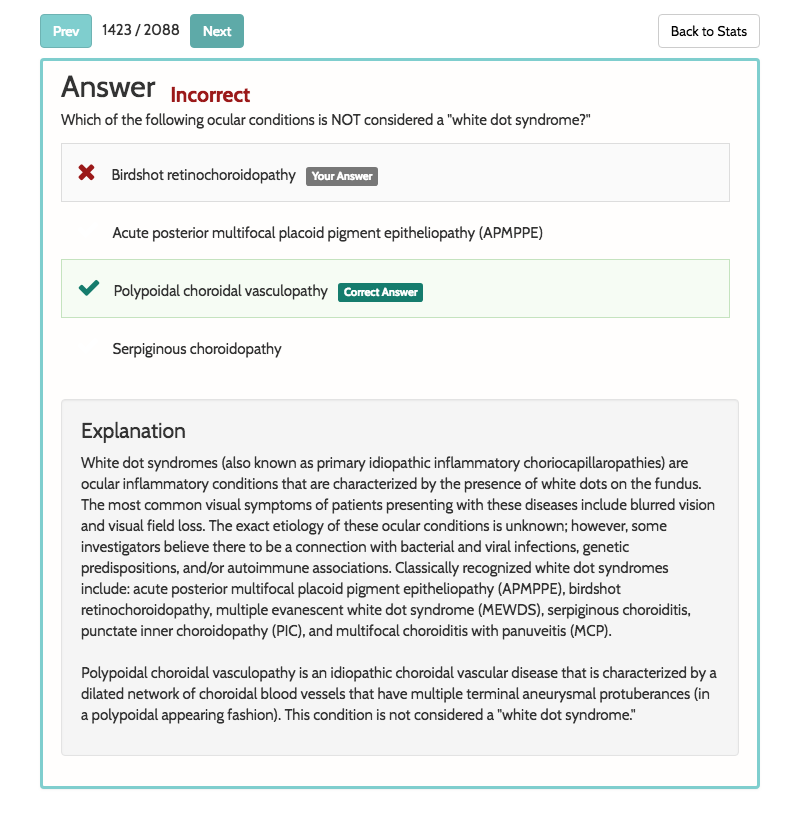 Prev 1423 / 2088 Next Back to Stats
Answer Incorrect
Which of the following ocular conditions is NOT considered a "white dot syndrome?"
Birdshot retinochoroidopathy Your Answer
Acute posterior multifocal placoid pigment epitheliopathy (APMPPE)
Polypoidal choroidal vasculopathy Correct Answer
Serpiginous choroidopathy
Explanation
White dot syndromes (also known as primary idiopathic inflammatory choriocapillaropathies) are
ocular inflammatory conditions that are characterized by the presence of white dots on the fundus.
The most common visual symptoms of patients presenting with these diseases include blurred vision
and visual field loss. The exact etiology of these ocular conditions is unknown; however, some
investigators believe there to be a connection with bacterial and viral infections, genetic
predispositions, and/or autoimmune associations. Classically recognized white dot syndromes
include: acute posterior multifocal placoid pigment epitheliopathy (APMPPE), birdshot
retinochoroidopathy, multiple evanescent white dot syndrome (MEWDS), serpiginous choroiditis,
punctate inner choroidopathy (PIC), and multifocal choroiditis with panuveitis (MCP).
Polypoidal choroidal vasculopathy is an idiopathic choroidal vascular disease that is characterized by a
dilated network of choroidal blood vessels that have multiple terminal aneurysmal protuberances (in
a polypoidal appearing fashion). This condition is not considered a "white dot syndrome."